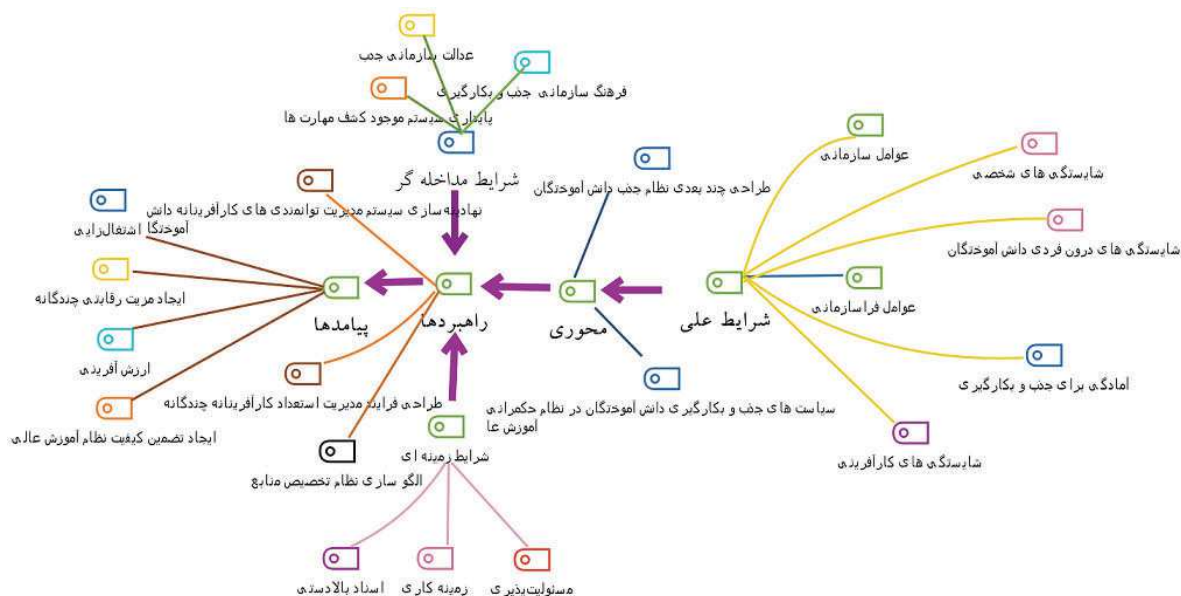 عدالت سازمانی جذب
فرهنگ سازمانی جذب و بکارگیری
پایداری سیستم موجود کشف مهارت ها
شرایط مداخله گر
عوامل سازمانی
شایستگی های شخصی
شایستگی های درون فردی دانش آموختگان
عوامل فراسازمانی
شرایط علی
آمادگی برای جذب و بکارگیری
شایستگی های کارآفرینی
طراحی چند بعدی نظام جذب دانش آموختگان
محوری
سیاست های جذب و بکارگیری دانش آموختگان در نظام حکمرانی
آموزش عا
نهادینه سازی سیستم مدیریت توانمندی های کارآفرینانه دانش
آموختگا
راهبردها
طراحی فرایند مدیریت استعداد کارآفرینانه چندگانه
الگو سازی نظام تخصیص منابع
شرایط زمینه ای
مسئولیت‌پذیری
زمینه کاری
اسناد بالادستی
پیامدها
اشتغال‌زایی
ایجاد مزیت رقابتی چندگانه
ارزش آفرینی
ایجاد تضمین کیفیت نظام آموزش عالی